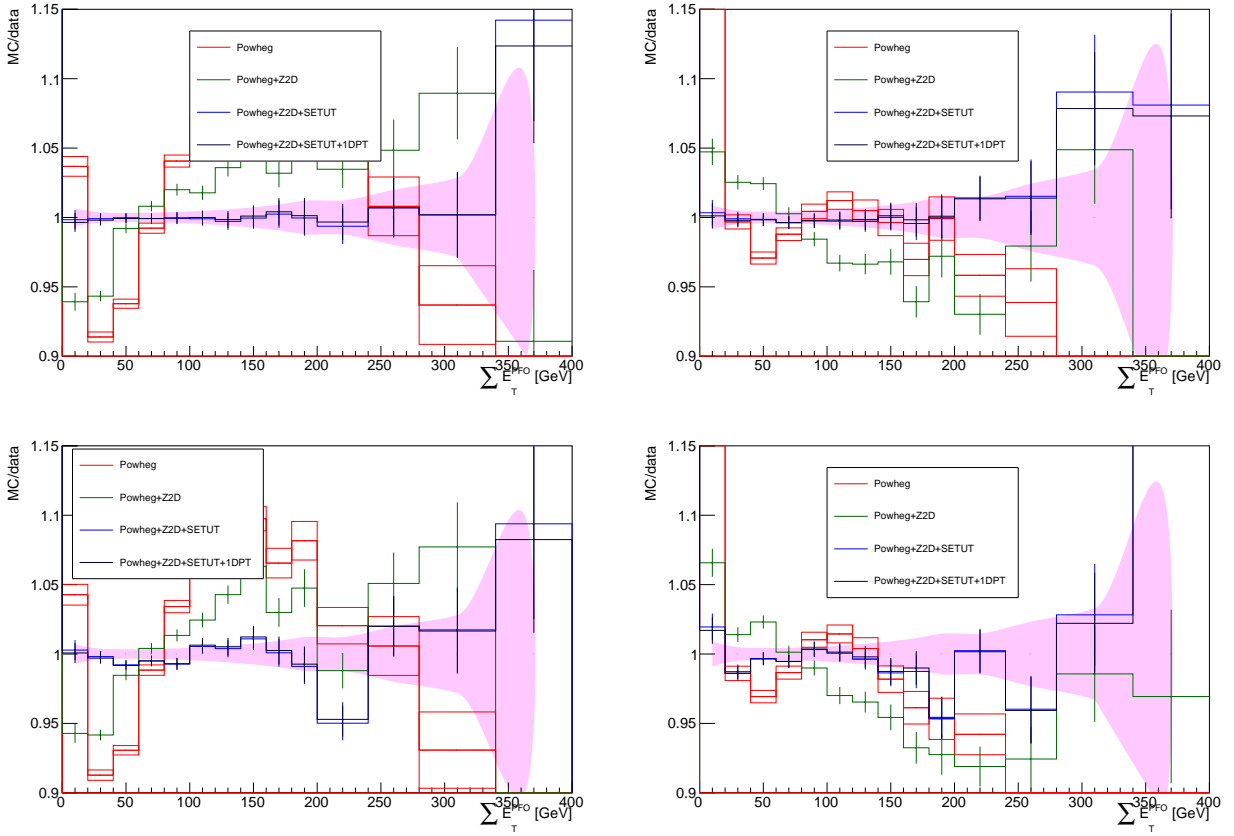 MC/data
1.15
1.1
1.05
1
0.95
0.9
Powheg
Powheg+Z2D
Powheg+Z2D+SETUT
Powheg+Z2D+SETUT+1DPT
0 50 100 150 200 250 300 350 400
∑ E_T^PFO [GeV]
MC/data
1.15
1.1
1.05
1
0.95
0.9
Powheg
Powheg+Z2D
Powheg+Z2D+SETUT
Powheg+Z2D+SETUT+1DPT
0 50 100 150 200 250 300 350 400
∑ E_T^PFO [GeV]
MC/data
1.15
1.1
1.05
1
0.95
0.9
Powheg
Powheg+Z2D
Powheg+Z2D+SETUT
Powheg+Z2D+SETUT+1DPT
0 50 100 150 200 250 300 350 400
∑ E_T^PFO [GeV]
MC/data
1.15
1.1
1.05
1
0.95
0.9
Powheg
Powheg+Z2D
Powheg+Z2D+SETUT
Powheg+Z2D+SETUT+1DPT
0 50 100 150 200 250 300 350 400
∑ E_T^PFO [GeV]